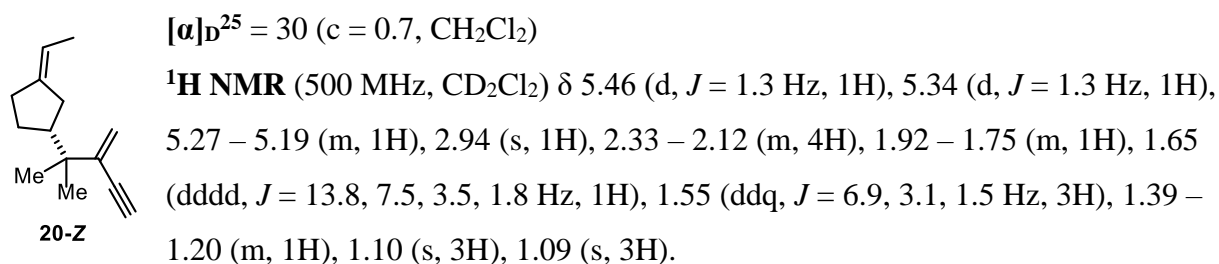 [α]D²⁵ = 30 (c = 0.7, CH₂Cl₂)
¹H NMR (500 MHz, CD₂Cl₂) δ 5.46 (d, J = 1.3 Hz, 1H), 5.34 (d, J = 1.3 Hz, 1H),
5.27 – 5.19 (m, 1H), 2.94 (s, 1H), 2.33 – 2.12 (m, 4H), 1.92 – 1.75 (m, 1H), 1.65
(dddd, J = 13.8, 7.5, 3.5, 1.8 Hz, 1H), 1.55 (ddq, J = 6.9, 3.1, 1.5 Hz, 3H), 1.39 –
1.20 (m, 1H), 1.10 (s, 3H), 1.09 (s, 3H).
Me
Me
20-Z